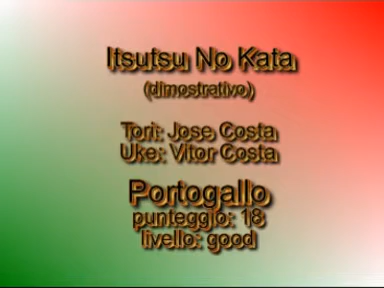 Itsutsu No Kata
(dimostrativo)
Tori: Jose Costa
Uke: Vitor Costa
Portogallo
punteggio: 18
livello: good